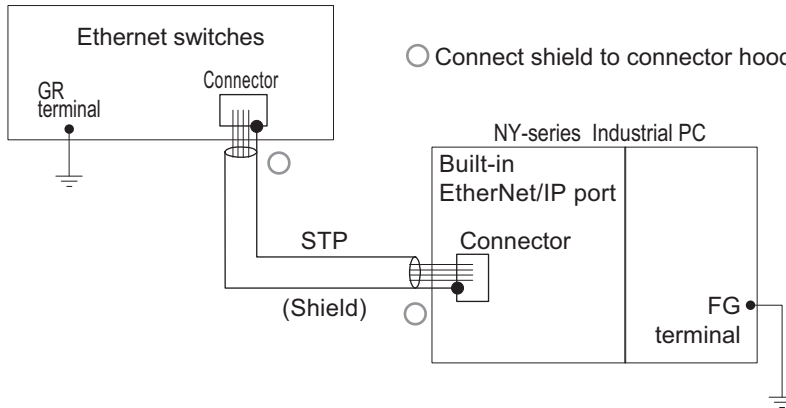 Ethernet switches
GR
terminal
Connector
Connect shield to connector hood
NY-series Industrial PC
Built-in
EtherNet/IP port
Connector
STP
(Shield)
FG
terminal